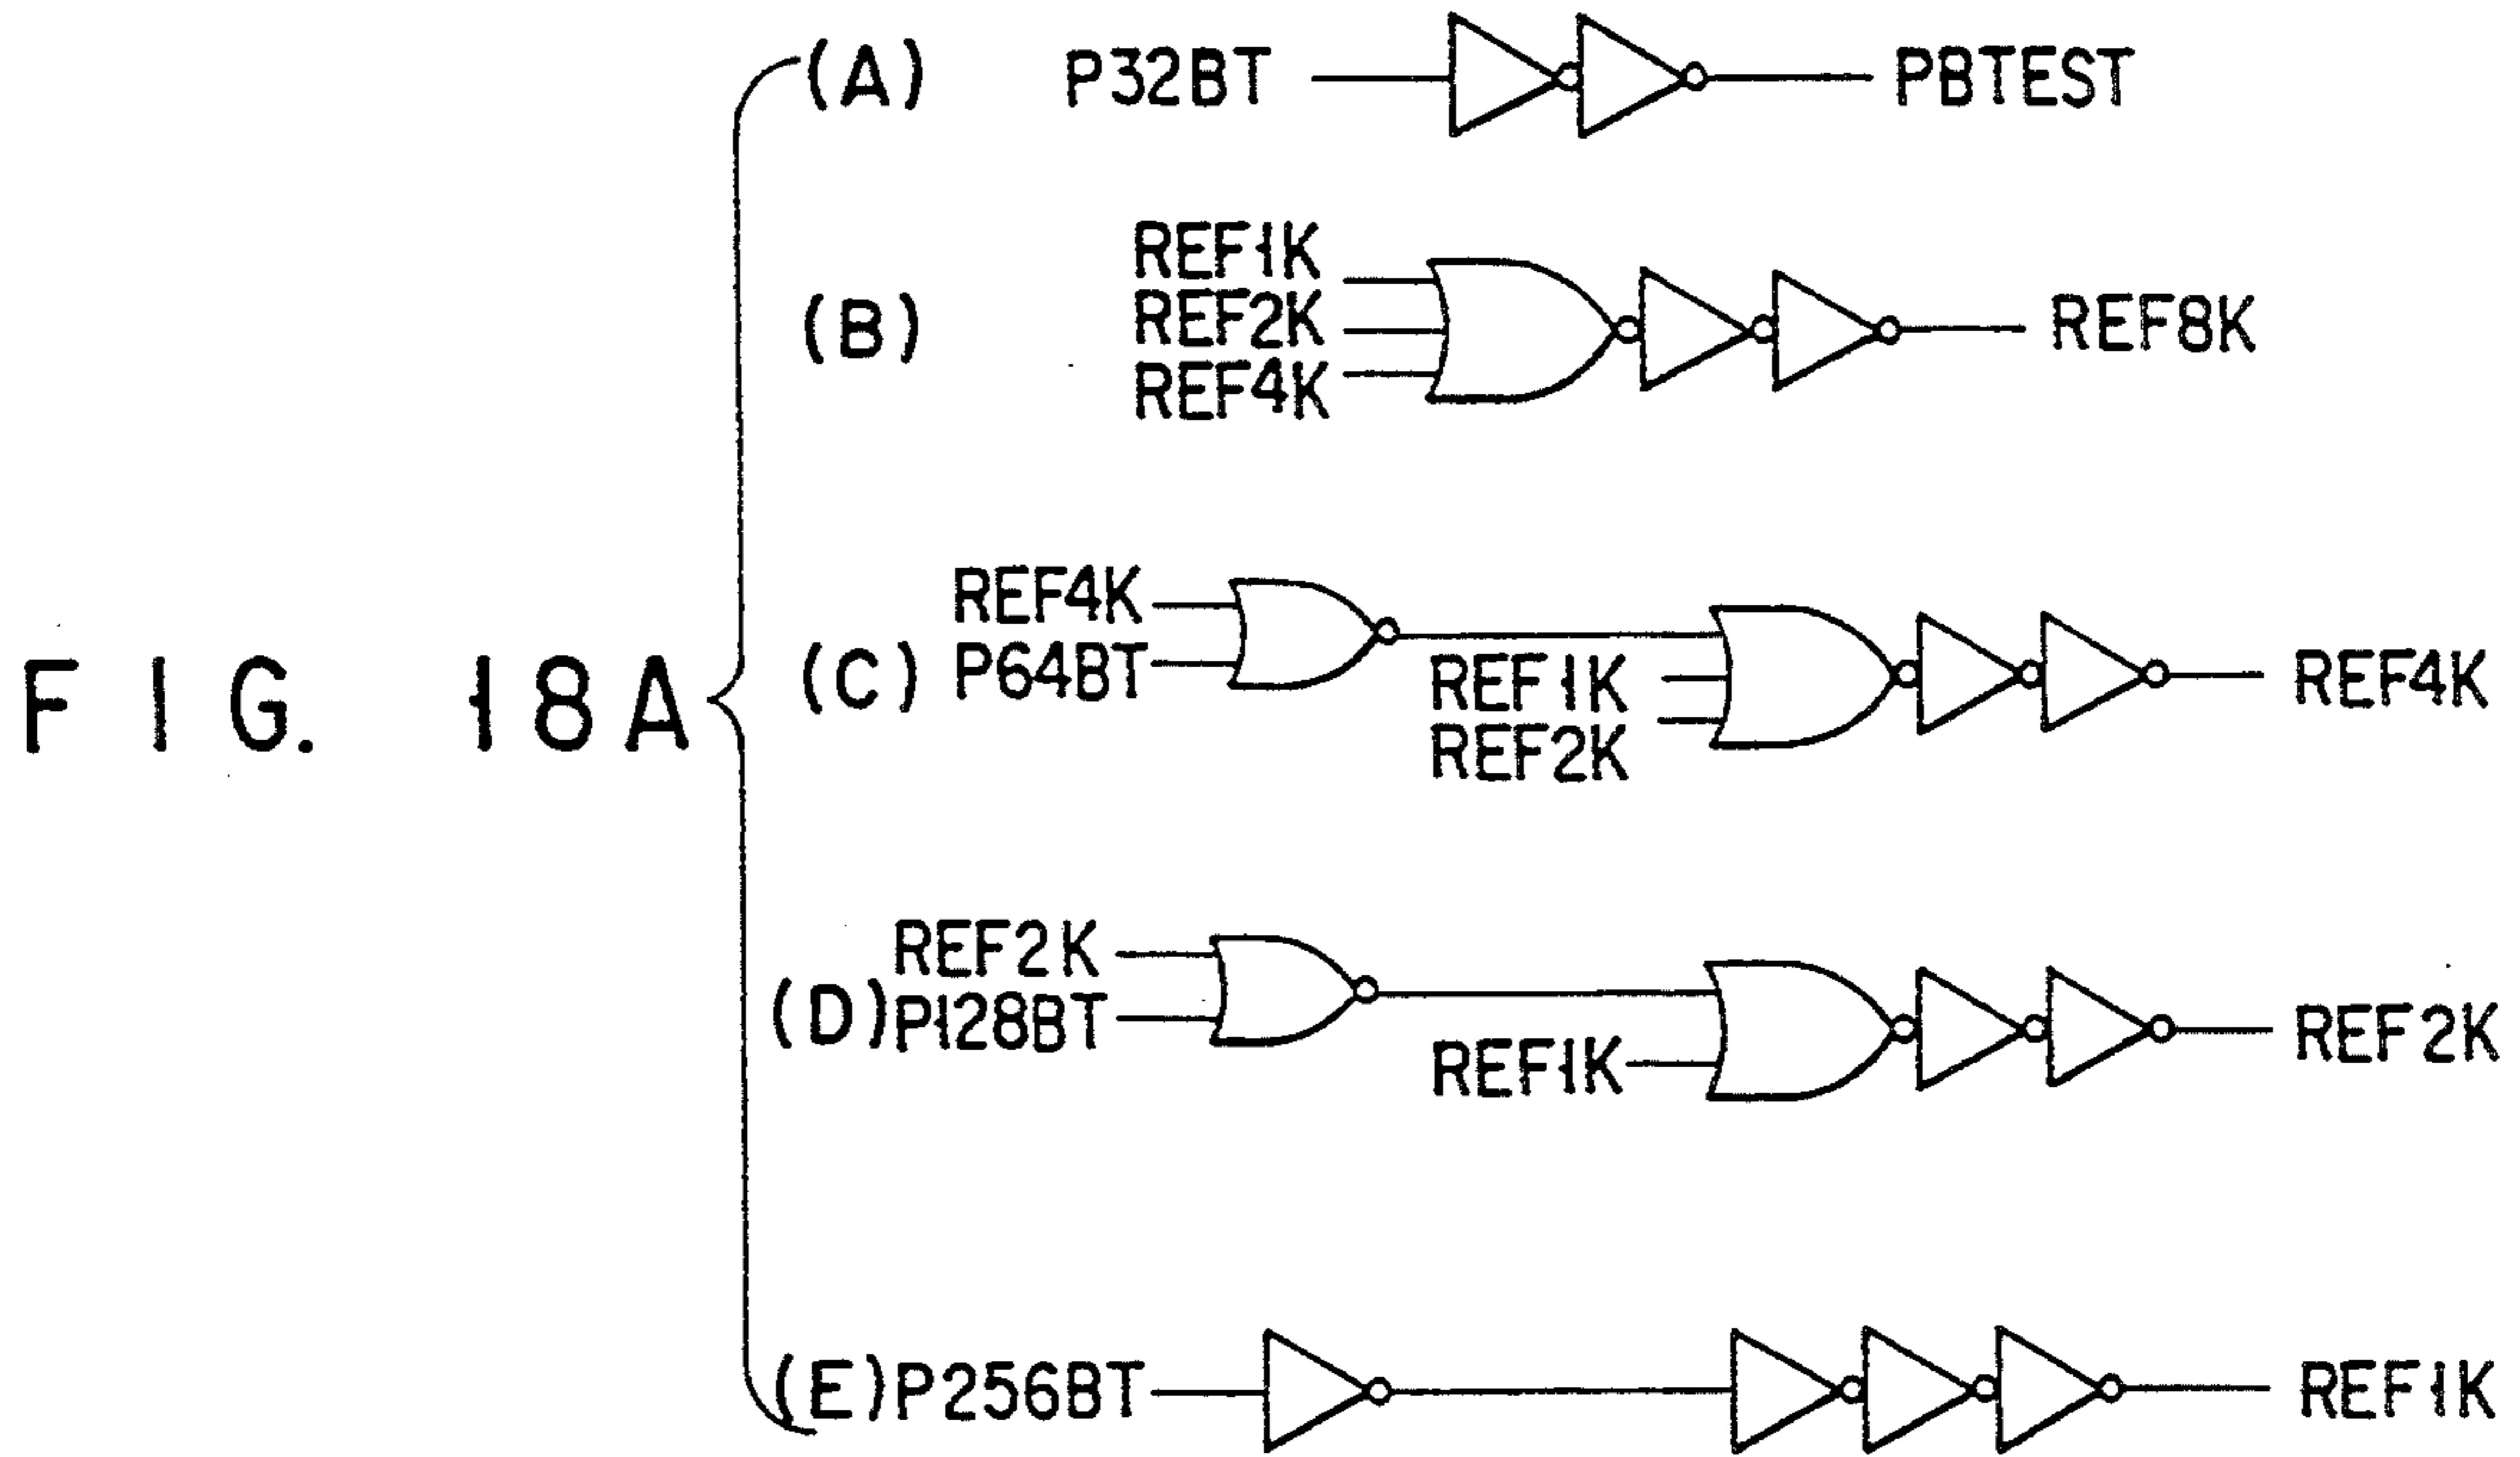 FIG. 18A
(A) P32BT PBTEST
(B)
REF1K
REF2K
REF4K
REF8K
(C)
REF4K
P64BT
REF1K
REF2K
REF4K
(D)
REF2K
P128BT
REF1K
REF2K
(E) P256BT REF1K